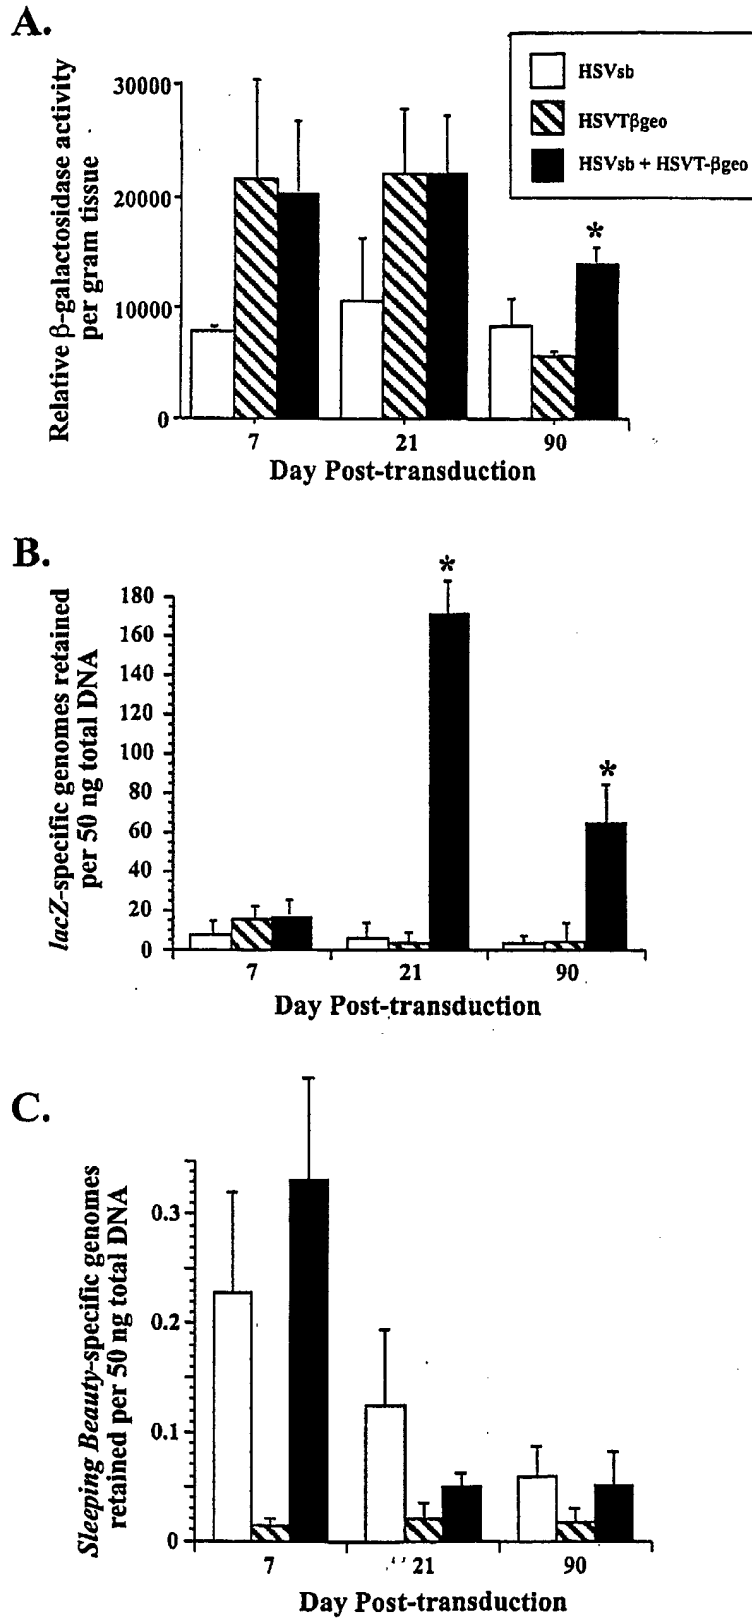 A.
HSVsb
HSVTβgeo
HSVsb + HSVT-βgeo
Relative β-galactosidase activity
per gram tissue
30000
20000
10000
0
*
7
21
90
Day Post-transduction
B.
lacZ-specific genomes retained
per 50 ng total DNA
180
160
140
120
100
80
60
40
20
0
*
*
7
21
90
Day Post-transduction
C.
Sleeping Beauty-specific genomes
retained per 50 ng total DNA
0.3
0.2
0.1
0
7
21
90
Day Post-transduction